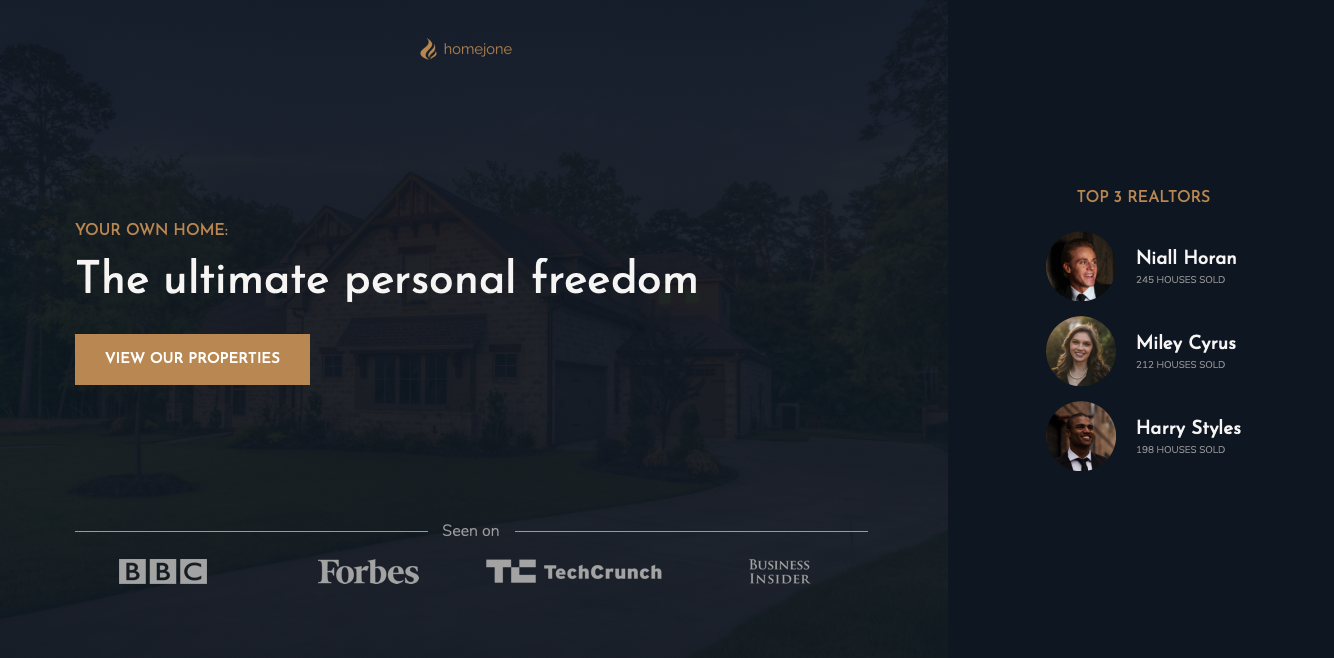 homejone
YOUR OWN HOME:
The ultimate personal freedom
VIEW OUR PROPERTIES
Seen on
BBC
Forbes
TC TechCrunch
BUSINESS
INSIDER
TOP 3 REALTORS
Niall Horan
245 HOUSES SOLD
Miley Cyrus
212 HOUSES SOLD
Harry Styles
198 HOUSES SOLD